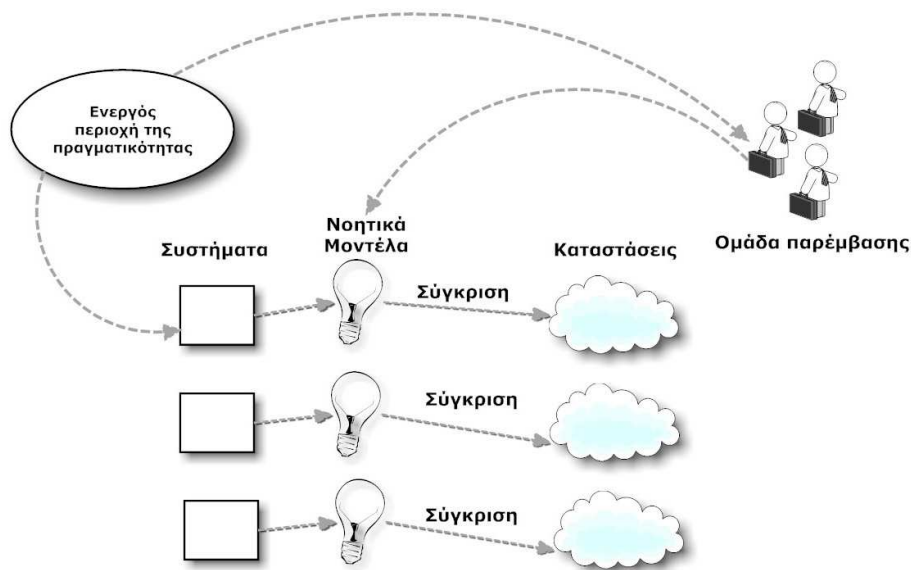 Ενεργός
περιοχή της
πραγματικότητας
Συστήματα
Νοητικά
Μοντέλα
Καταστάσεις
Ομάδα παρέμβασης
Σύγκριση
Σύγκριση
Σύγκριση